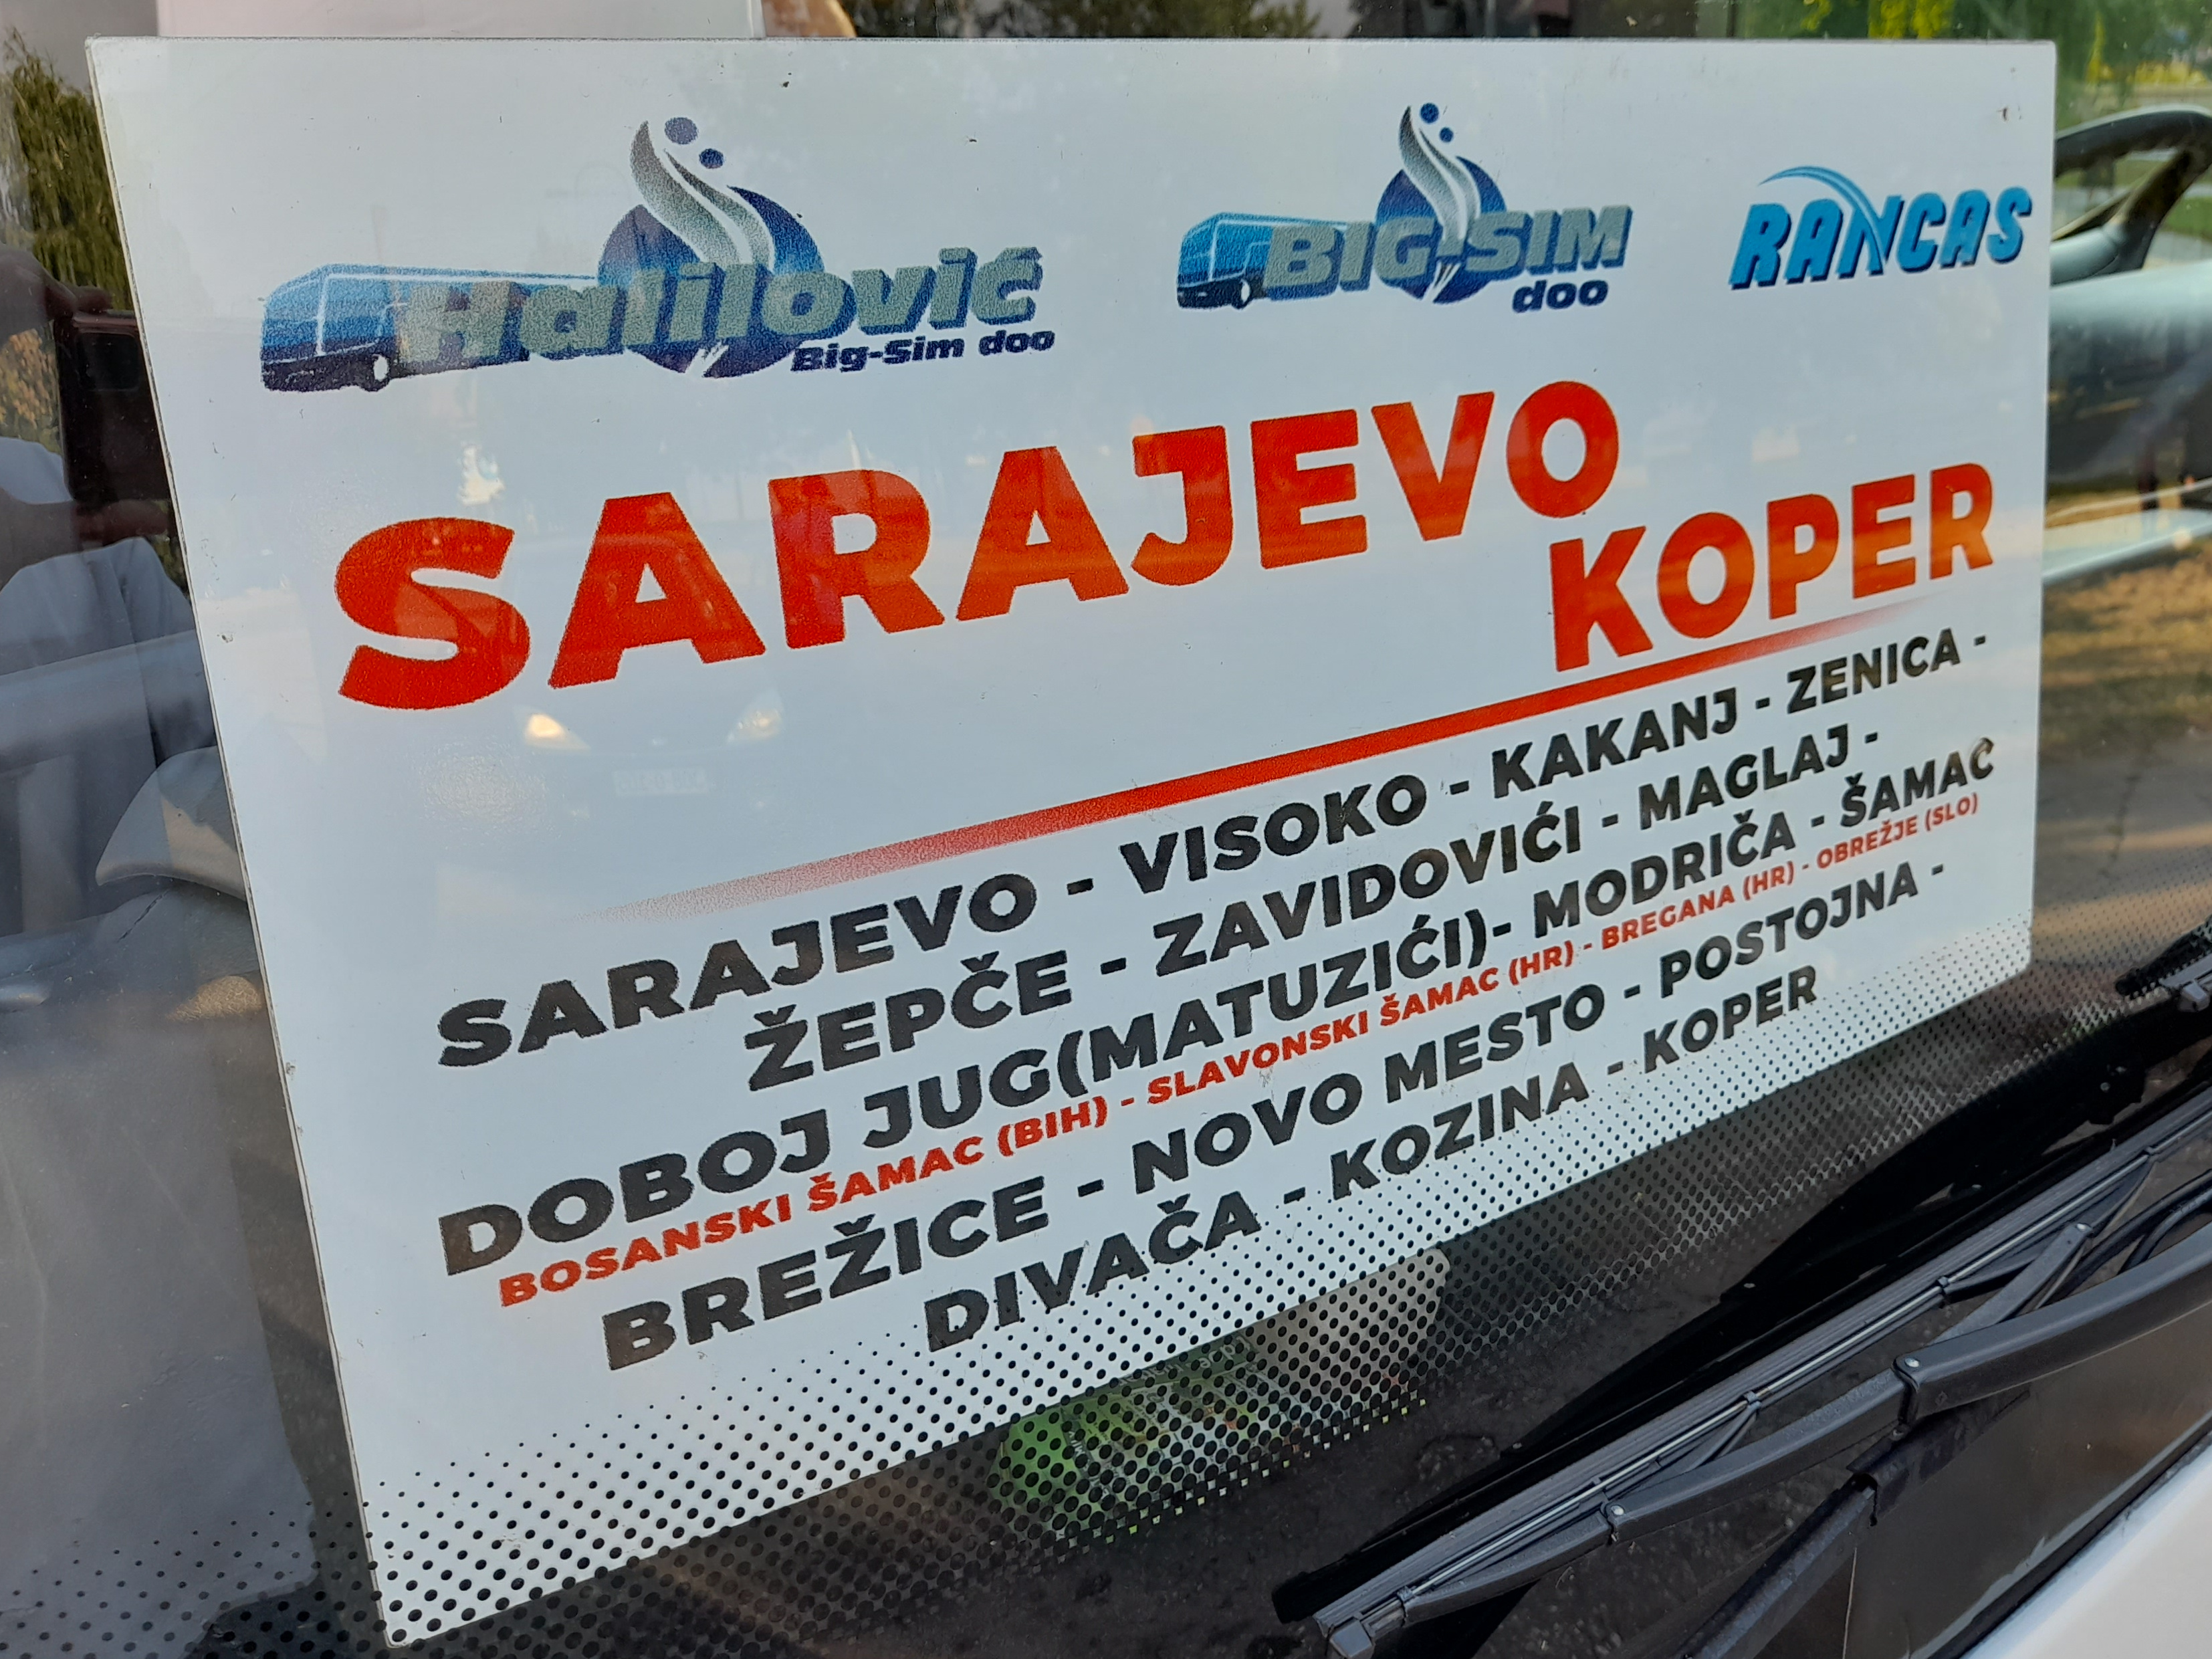 Halilović
Big-Sim doo
BIG-SIM
doo
RANCAS
SARAJEVO
KOPER
SARAJEVO - VISOKO - KAKANJ - ZENICA -
ŽEPČE - ZAVIDOVIĆI - MAGLAJ -
DOBOJ JUG(MATUZIĆI)- MODRIČA - ŠAMAC
BOSANSKI ŠAMAC (BIH) - SLAVONSKI ŠAMAC (HR) - BREGANA (HR) - OBREŽJE (SLO)
BREŽICE - NOVO MESTO - POSTOJNA -
DIVAČA - KOZINA - KOPER